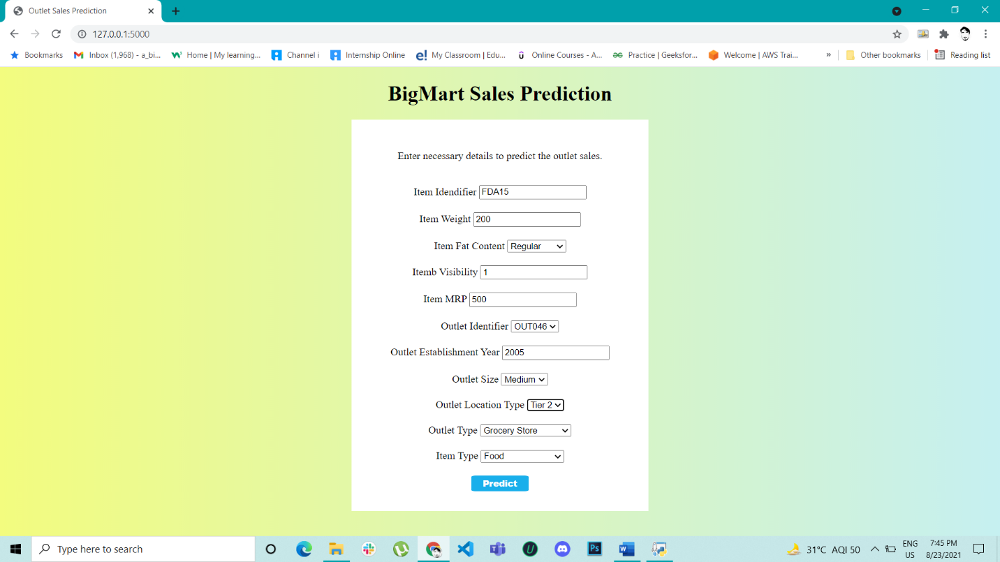 Outlet Sales Prediction
127.0.0.1:5000
Bookmarks Inbox (1,968) - a_bi... Home | My learning... Channel i Internship Online e! My Classroom | Edu... Online Courses - A... Practice | Geeksfor... Welcome | AWS Trai... » Other bookmarks Reading list
BigMart Sales Prediction
Enter necessary details to predict the outlet sales.
Item Idendifier FDA15
Item Weight 200
Item Fat Content Regular
Itemb Visibility 1
Item MRP 500
Outlet Identifier OUT046
Outlet Establishment Year 2005
Outlet Size Medium
Outlet Location Type Tier 2
Outlet Type Grocery Store
Item Type Food
Predict
Type here to search
Ps
31°C AQI 50
ENG
US
7:45 PM
8/23/2021